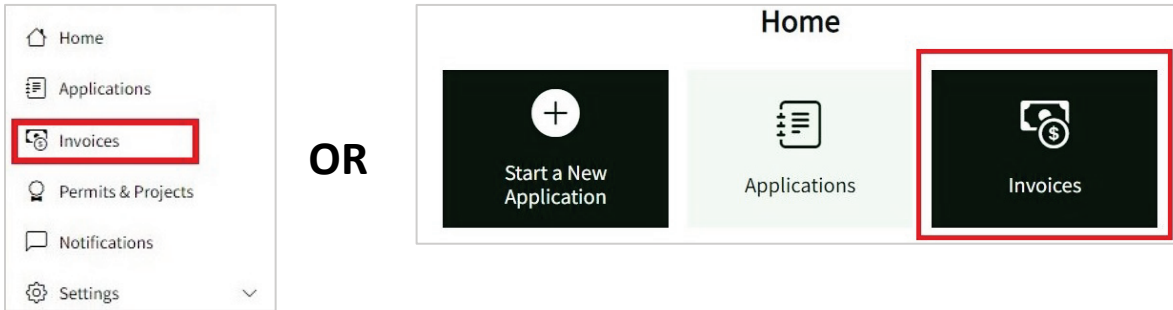 Home
Applications
Invoices
Permits & Projects
Notifications
Settings
OR
Home
Start a New
Application
Applications
Invoices